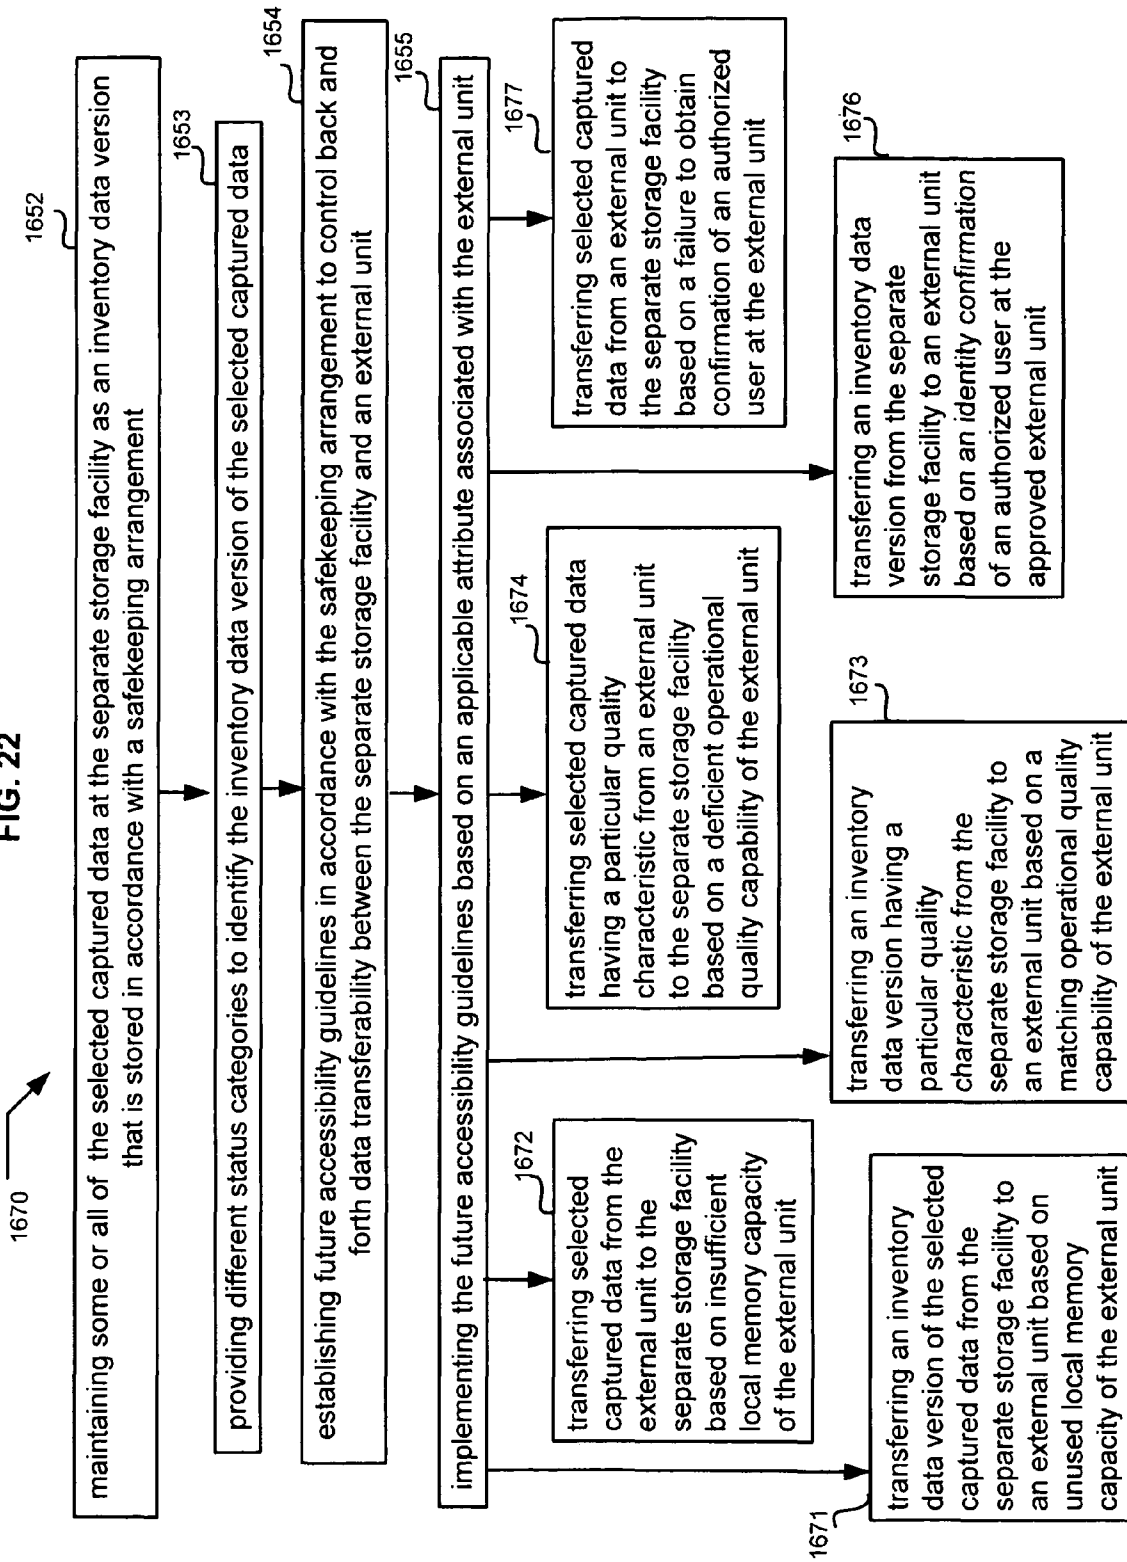 FIG. 22
1670
1652
maintaining some or all of the selected captured data at the separate storage facility as an inventory data version
that is stored in accordance with a safekeeping arrangement
1653
providing different status categories to identify the inventory data version of the selected captured data
1654
establishing future accessibility guidelines in accordance with the safekeeping arrangement to control back and
forth data transferability between the separate storage facility and an external unit
1655
implementing the future accessibility guidelines based on an applicable attribute associated with the external unit
1672
transferring selected
captured data from the
external unit to the
separate storage facility
based on insufficient
local memory capacity
of the external unit
1674
transferring selected captured data
having a particular quality
characteristic from an external unit
to the separate storage facility
based on a deficient operational
quality capability of the external unit
1677
transferring selected captured
data from an external unit to
the separate storage facility
based on a failure to obtain
confirmation of an authorized
user at the external unit
1671
transferring an inventory
data version of the selected
captured data from the
separate storage facility to
an external unit based on
unused local memory
capacity of the external unit
1673
transferring an inventory
data version having a
particular quality
characteristic from the
separate storage facility to
an external unit based on a
matching operational quality
capability of the external unit
1676
transferring an inventory data
version from the separate
storage facility to an external unit
based on an identity confirmation
of an authorized user at the
approved external unit